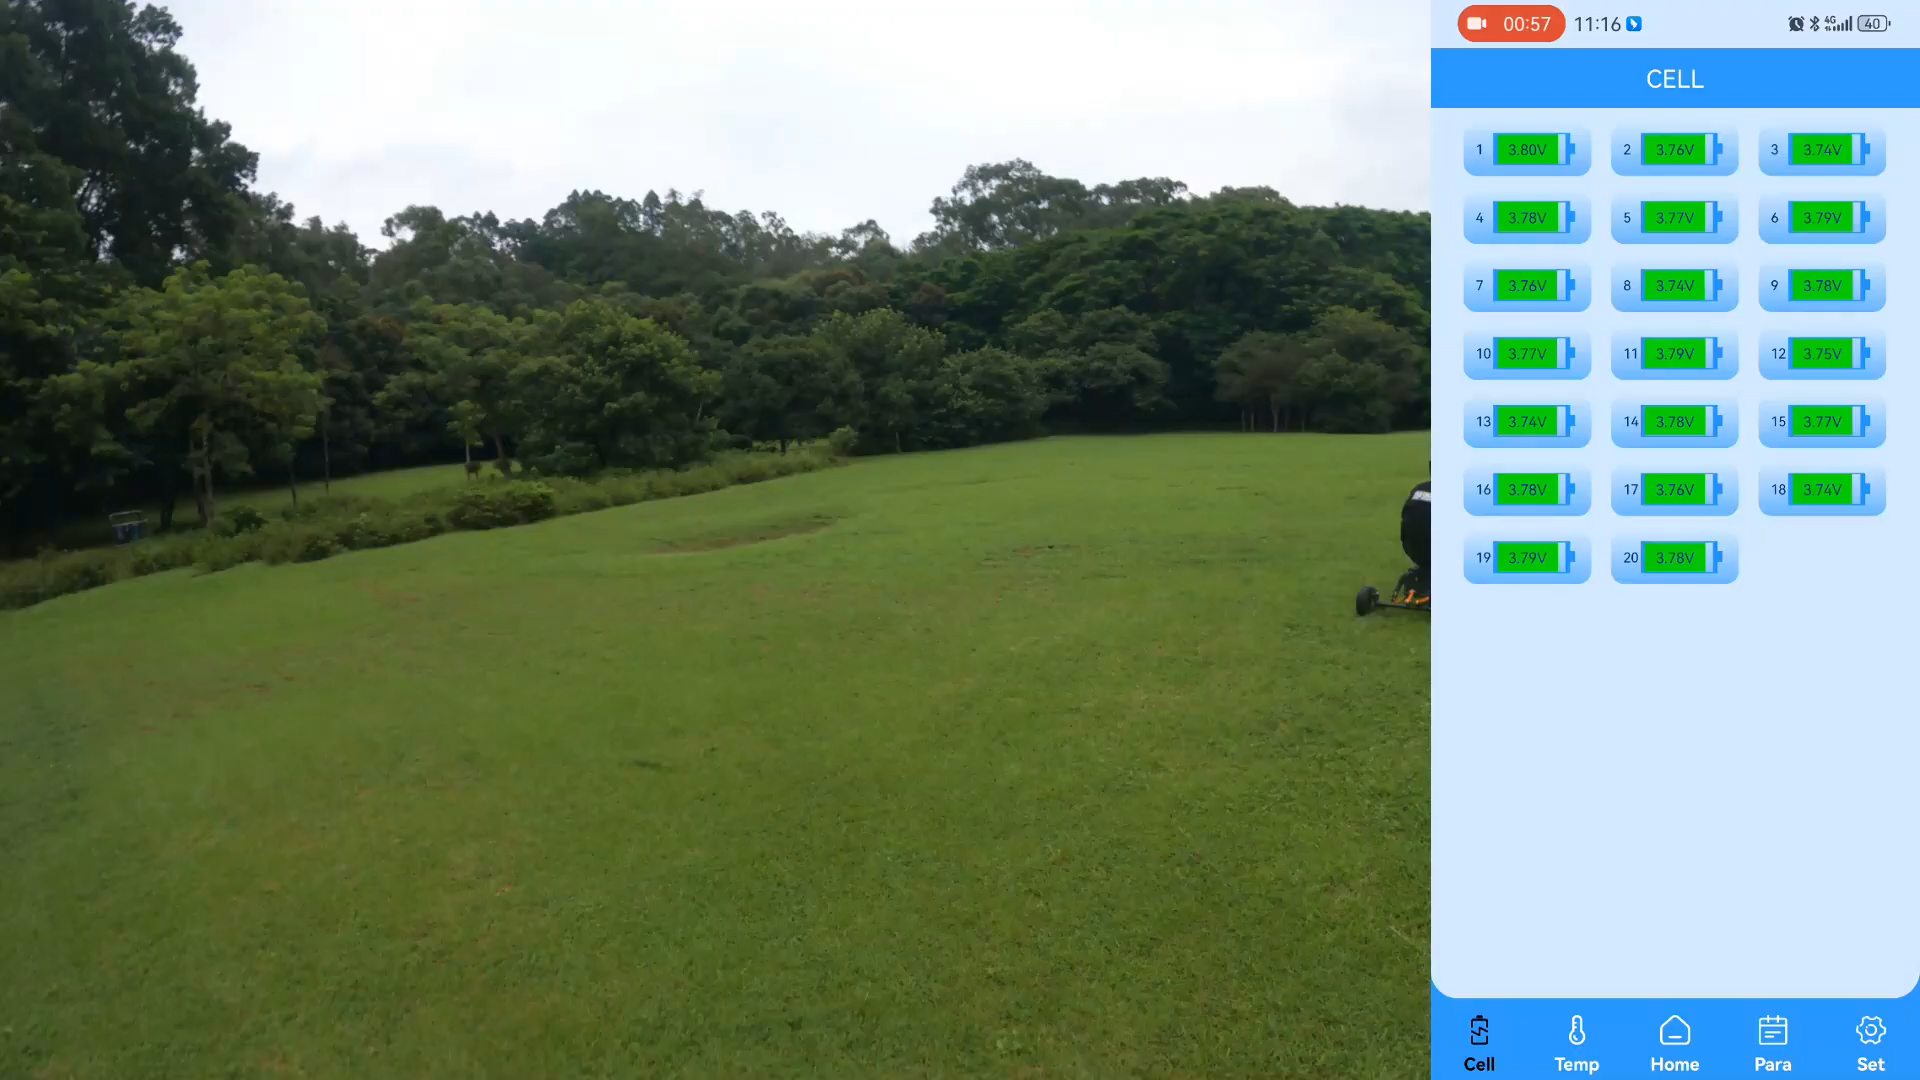 00:57 11:16 4G 40
CELL
1 3.80V 2 3.76V 3 3.74V
4 3.78V 5 3.77V 6 3.79V
7 3.76V 8 3.74V 9 3.78V
10 3.77V 11 3.79V 12 3.75V
13 3.74V 14 3.78V 15 3.77V
16 3.78V 17 3.76V 18 3.74V
19 3.79V 20 3.78V
Cell Temp Home Para Set